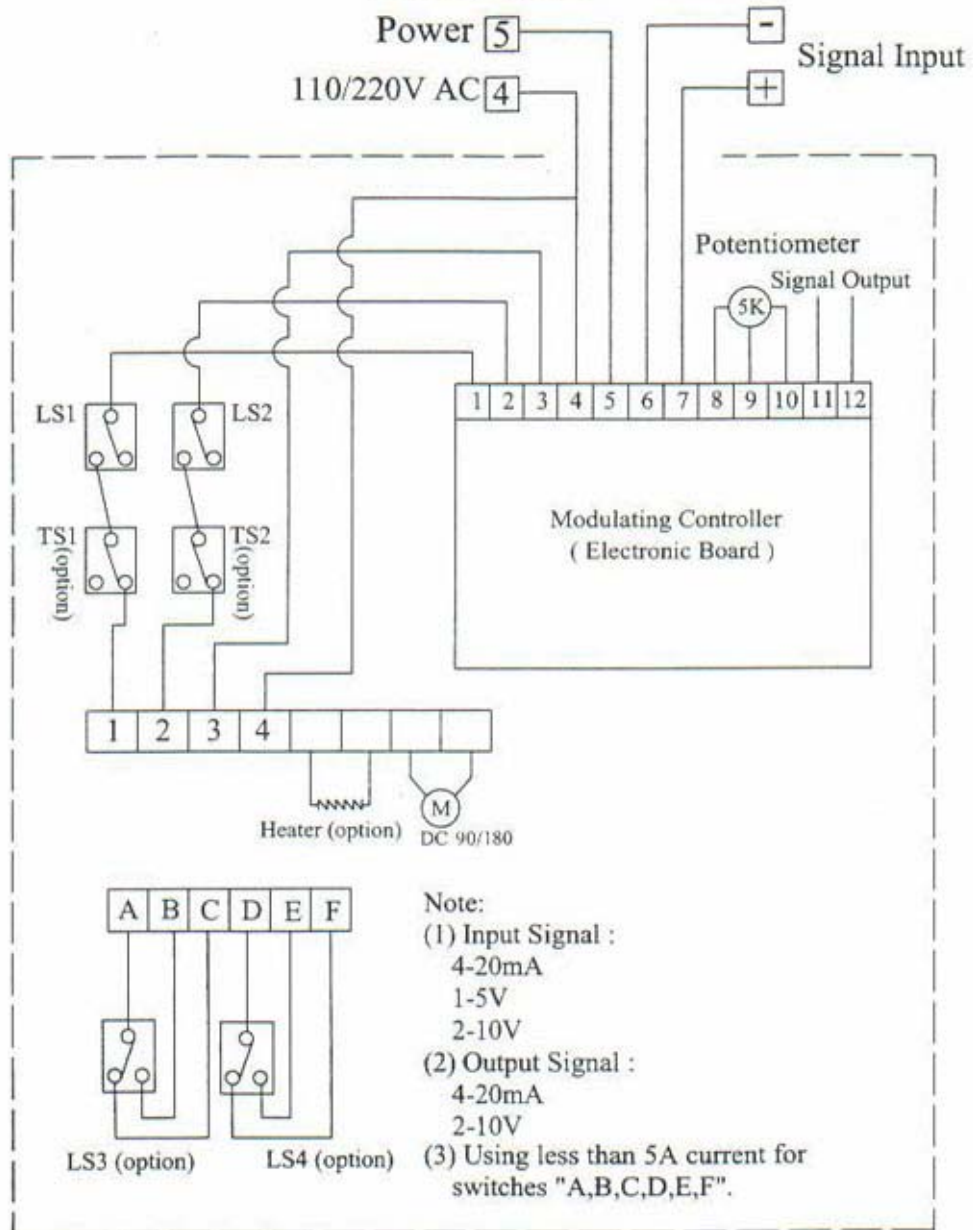 Power 5
110/220V AC 4
-
+
Signal Input
Potentiometer
Signal Output
5K
1 2 3 4 5 6 7 8 9 10 11 12
LS1
LS2
TS1
(option)
TS2
(option)
Modulating Controller
( Electronic Board )
1 2 3 4
Heater (option)
M
DC 90/180
A B C D E F
LS3 (option)
LS4 (option)
Note:
(1) Input Signal :
4-20mA
1-5V
2-10V
(2) Output Signal :
4-20mA
2-10V
(3) Using less than 5A current for
switches "A,B,C,D,E,F".